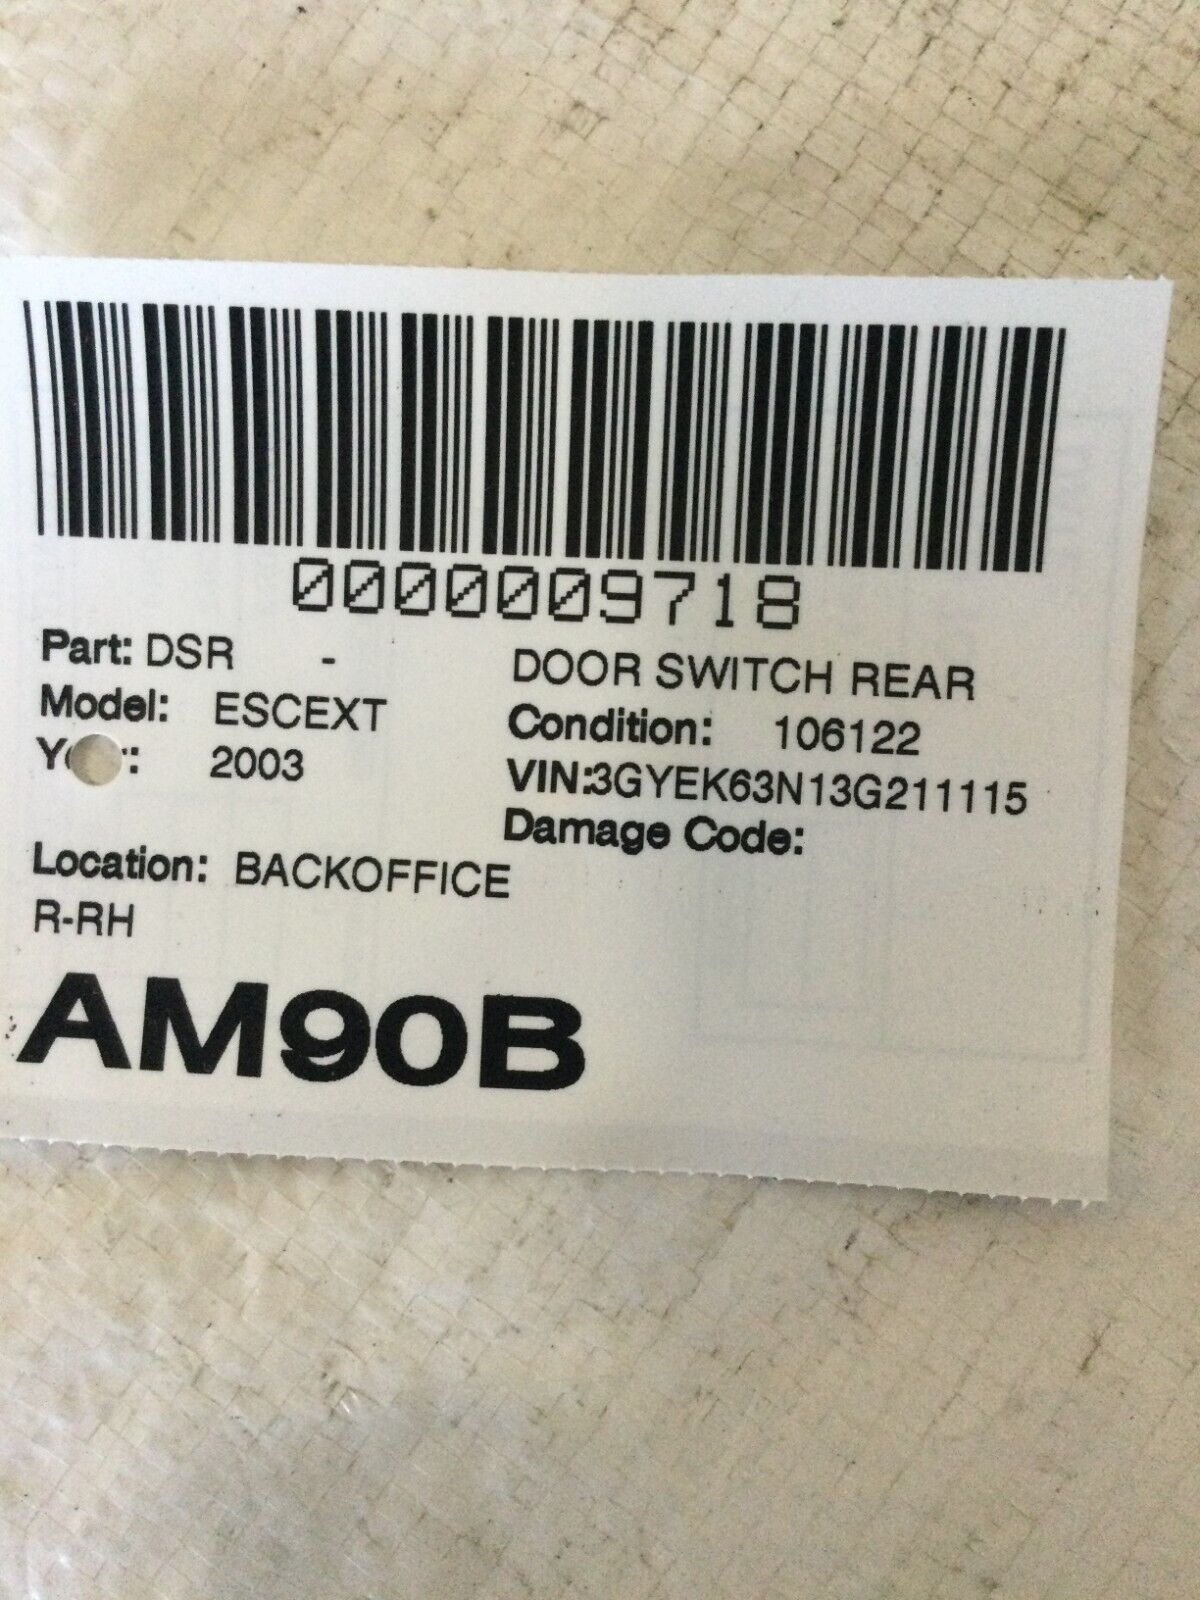 0000009718
Part: DSR - DOOR SWITCH REAR
Model: ESCEXT Condition: 106122
2003 VIN:3GYEK63N13G211115
Damage Code:
Location: BACKOFFICE
R-RH
AM90B